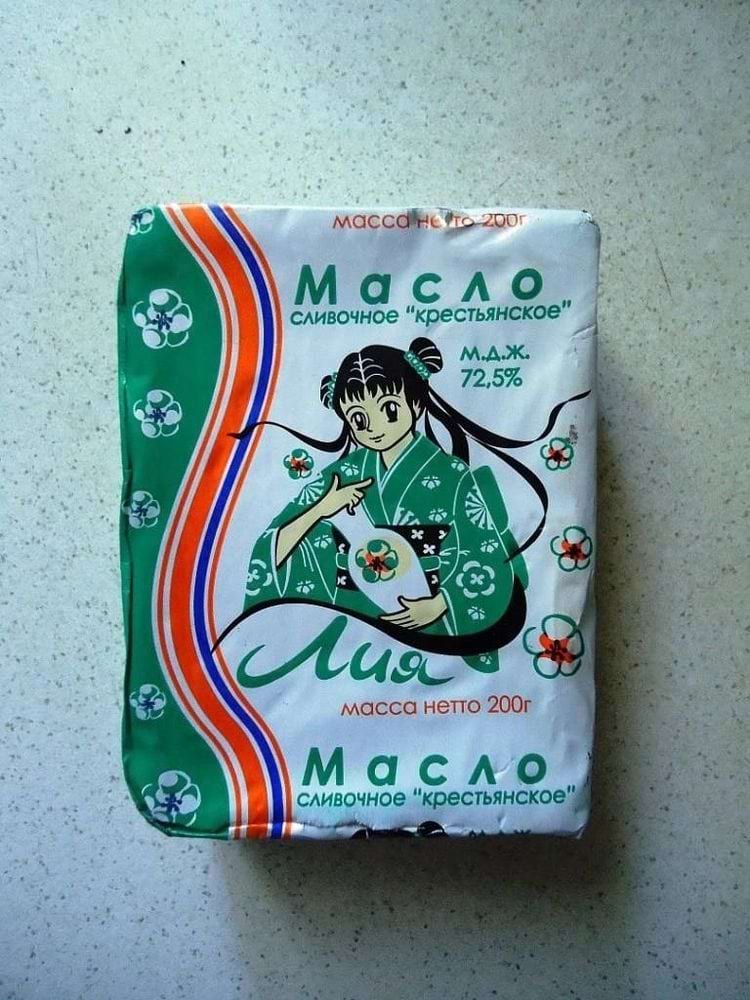 масса нетто 200г
Масло
сливочное "крестьянское"
м.д.ж.
72,5%
Лия
масса нетто 200г
Масло
сливочное "крестьянское"
м.д.ж.